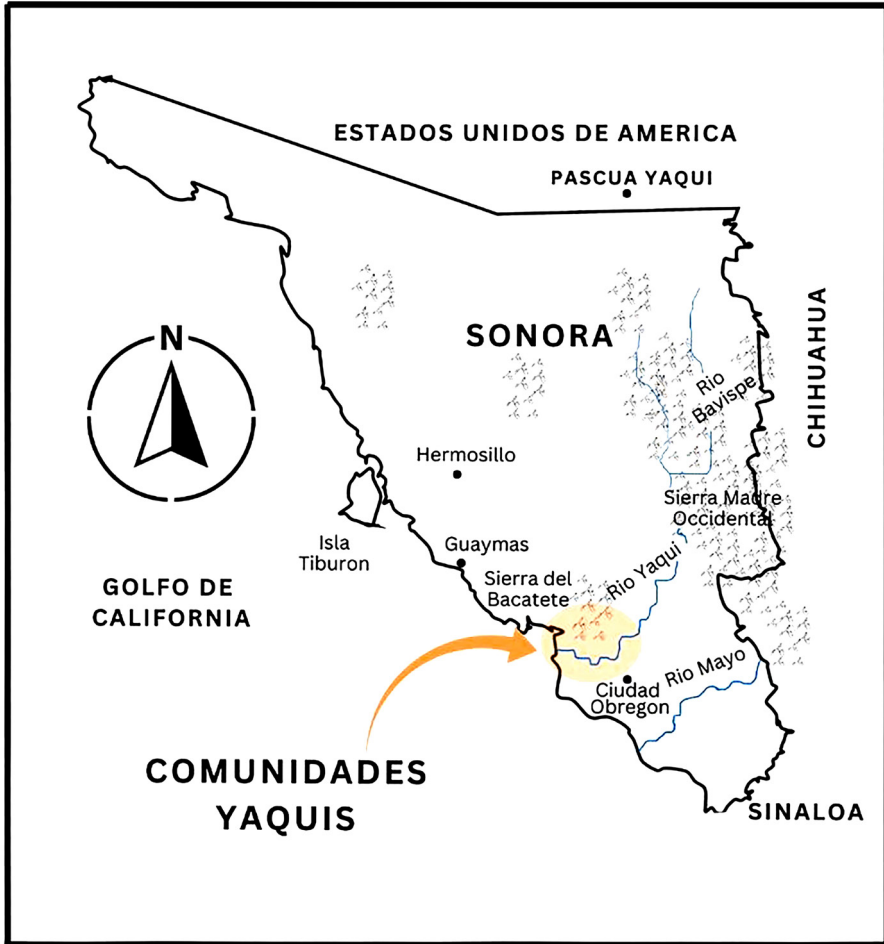 ESTADOS UNIDOS DE AMERICA
PASCUA YAQUI
SONORA
CHIHUAHUA
N
Rio
Bavispe
Hermosillo
Sierra Madre
Occidental
Isla
Tiburon
Guaymas
Rio Yaqui
Sierra del
Bacatete
GOLFO DE
CALIFORNIA
Rio Mayo
Ciudad
Obregon
COMUNIDADES
YAQUIS
SINALOA